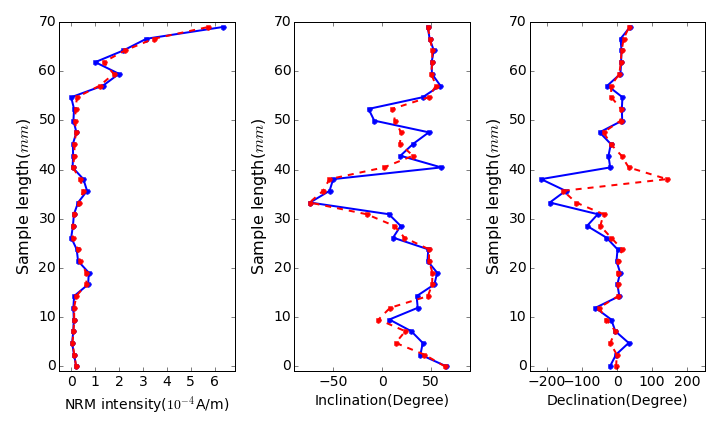 70
60
50
40
30
20
10
0
Sample length(mm)
0 1 2 3 4 5 6
NRM intensity(10⁻⁴A/m)
70
60
50
40
30
20
10
0
Sample length(mm)
−50 0 50
Inclination(Degree)
70
60
50
40
30
20
10
0
Sample length(mm)
−200 −100 0 100 200
Declination(Degree)